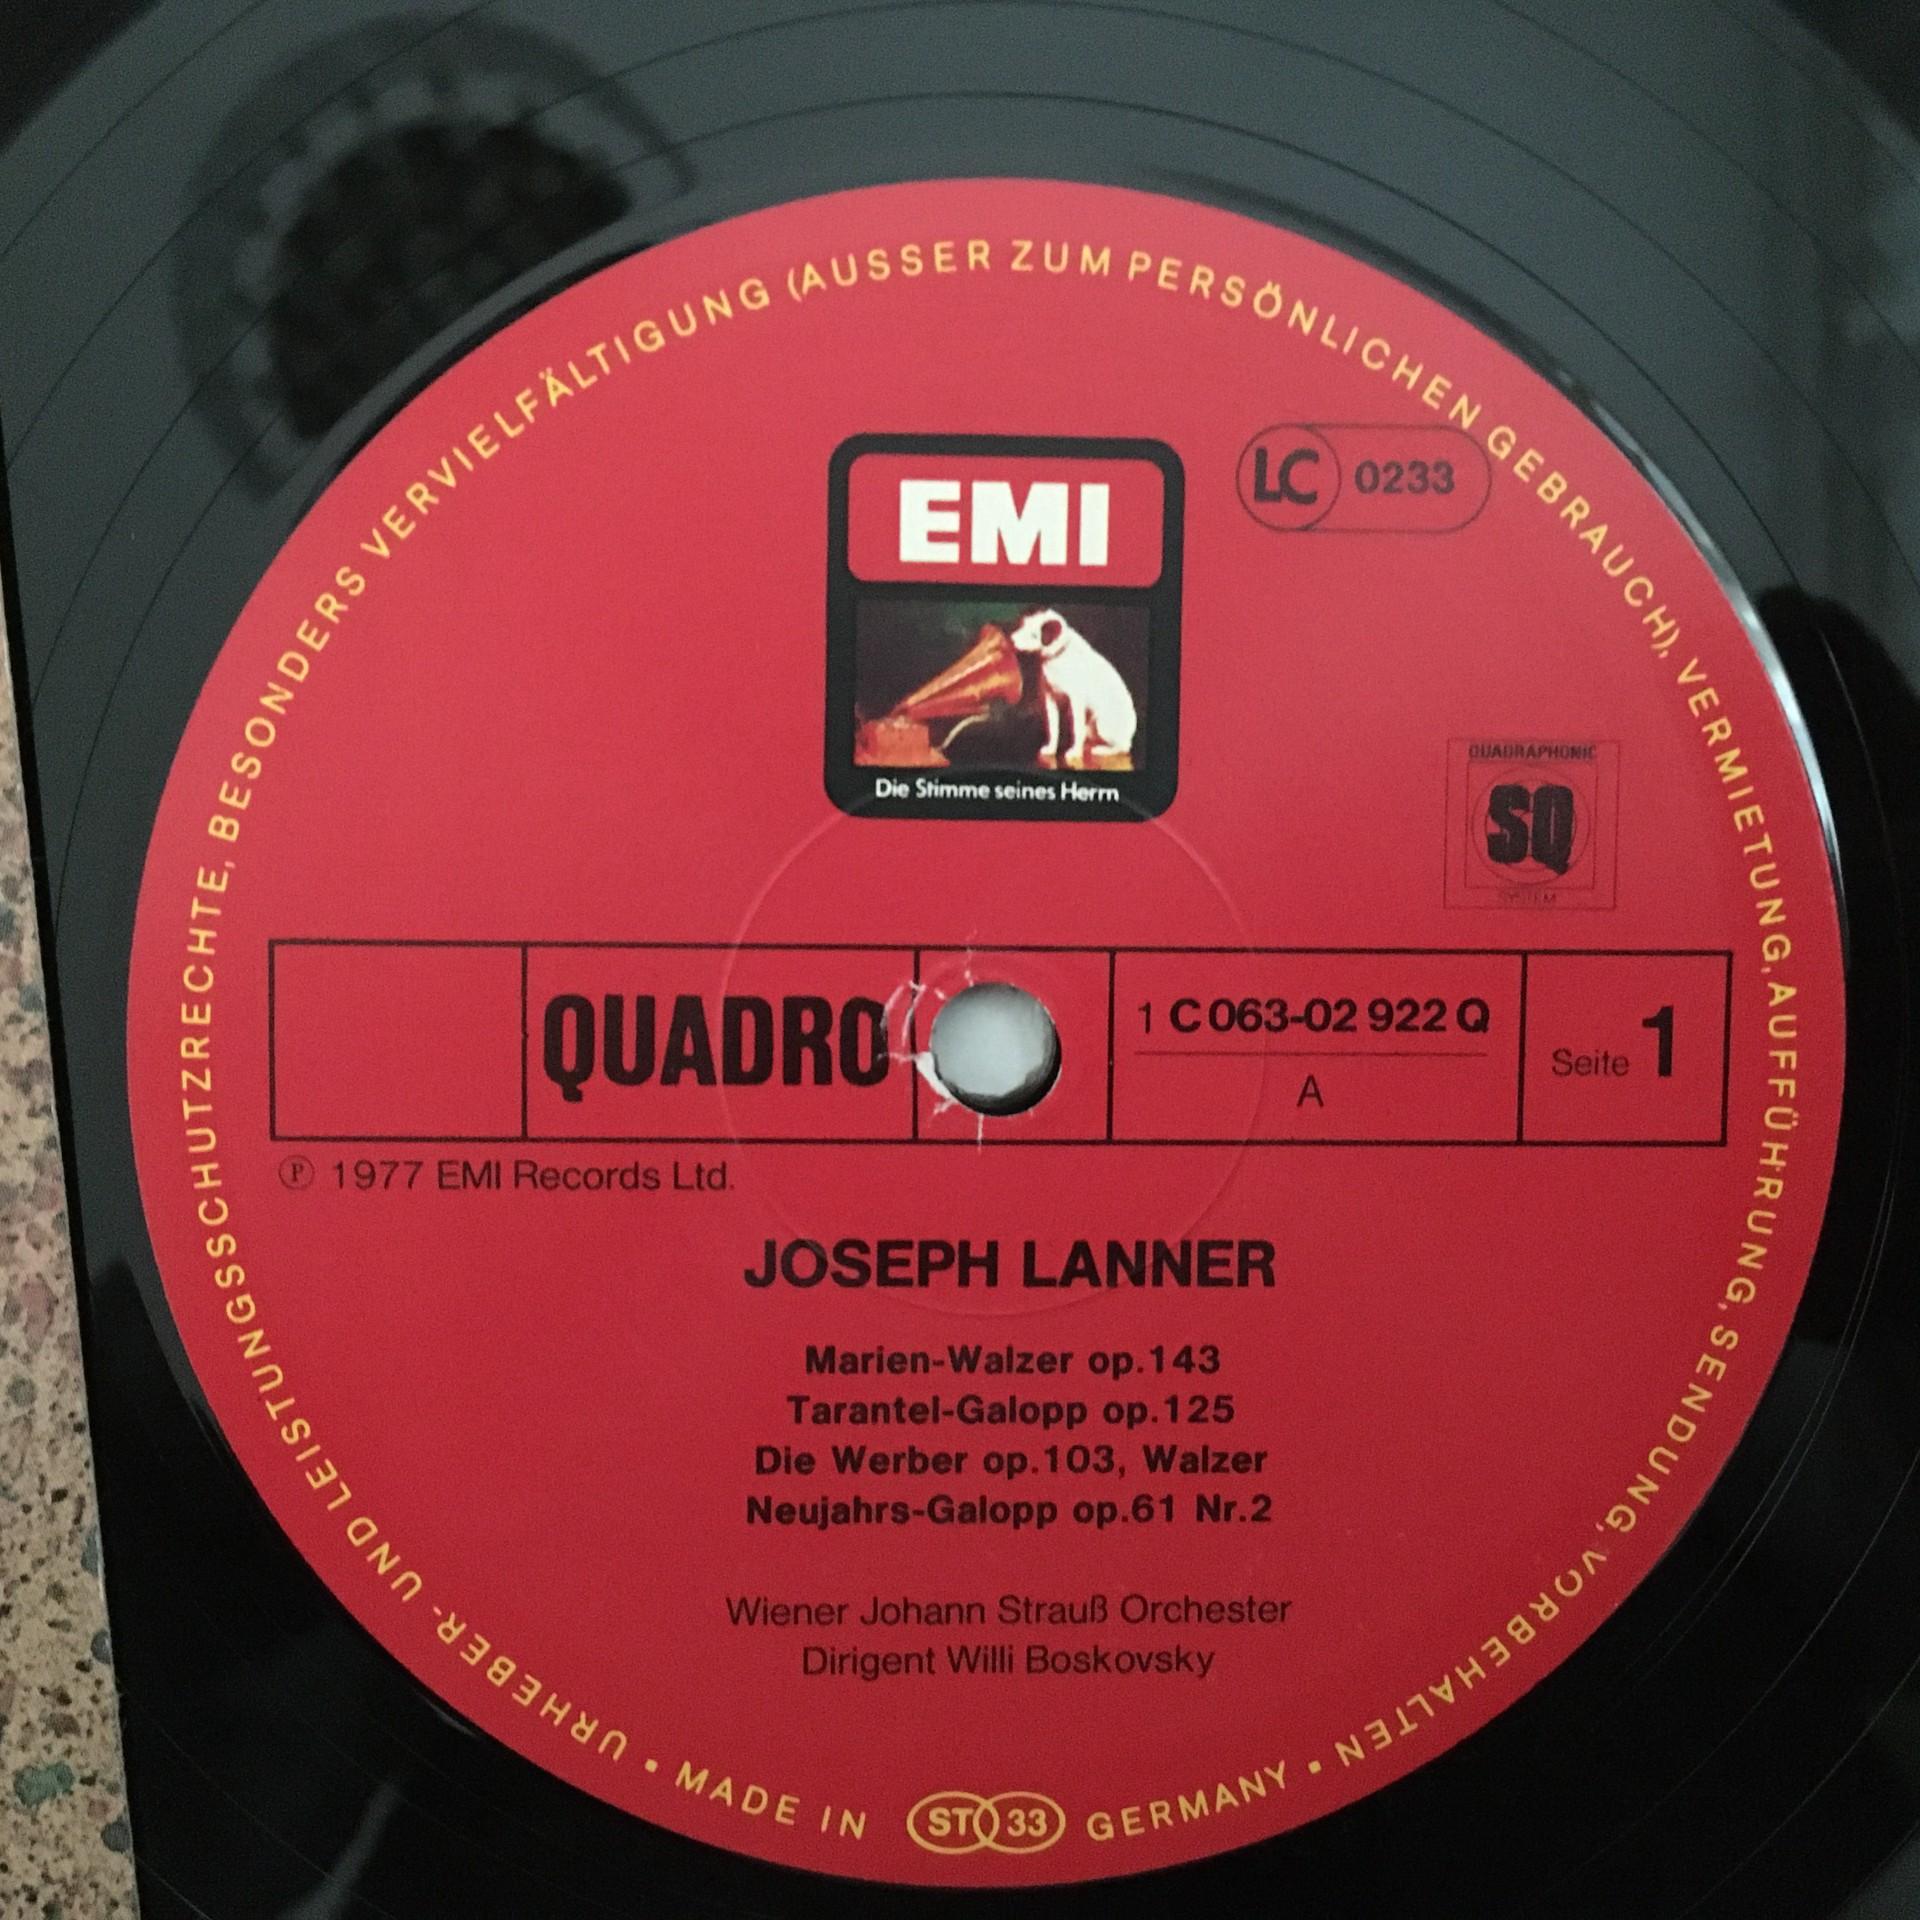 URHEBER- UND LEISTUNGSSCHUTZRECHTE, BESONDERS VERVIELFÄLTIGUNG (AUSSER ZUM PERSÖNLICHEN GEBRAUCH), VERMIETUNG, AUFFÜHRUNG, SENDUNG, VORBEHALTEN •
EMI
LC 0233
Die Stimme seines Herrn
QUADRAPHONIC
SQ
SYSTEM
QUADRO
1 C 063-02 922 Q
A
Seite 1
Ⓟ 1977 EMI Records Ltd.
JOSEPH LANNER
Marien-Walzer op.143
Tarantel-Galopp op.125
Die Werber op.103, Walzer
Neujahrs-Galopp op.61 Nr.2
Wiener Johann Strauß Orchester
Dirigent Willi Boskovsky
• MADE IN ST 33 GERMANY